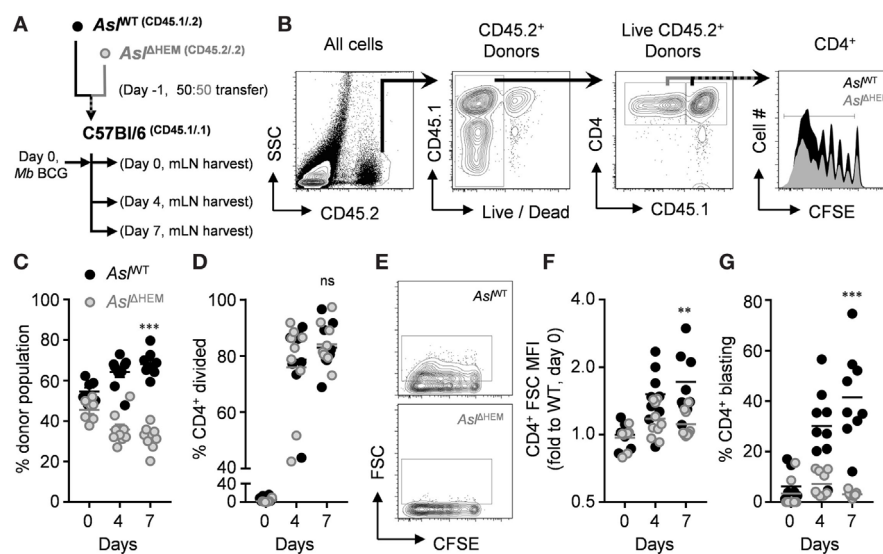 A
Asl^WT (CD45.1/.2)
Asl^ΔHEM (CD45.2/.2)
(Day -1, 50:50 transfer)
C57Bl/6 (CD45.1/.1)
Day 0,
Mb BCG
(Day 0, mLN harvest)
(Day 4, mLN harvest)
(Day 7, mLN harvest)
B
All cells
SSC
CD45.2
CD45.2+
Donors
CD45.1
Live / Dead
Live CD45.2+
Donors
CD4
CD45.1
CD4+
Asl^WT
Asl^ΔHEM
Cell #
CFSE
C
Asl^WT
Asl^ΔHEM
% donor population
100
80
60
40
20
0
***
0 4 7
Days
D
% CD4+ divided
100
80
60
40
20
0
ns
0 4 7
Days
E
Asl^WT
Asl^ΔHEM
FSC
CFSE
F
CD4+ FSC MFI
(fold to WT, day 0)
4.0
2.0
1.0
0.5
**
0 4 7
Days
G
% CD4+ blasting
100
80
60
40
20
0
***
0 4 7
Days